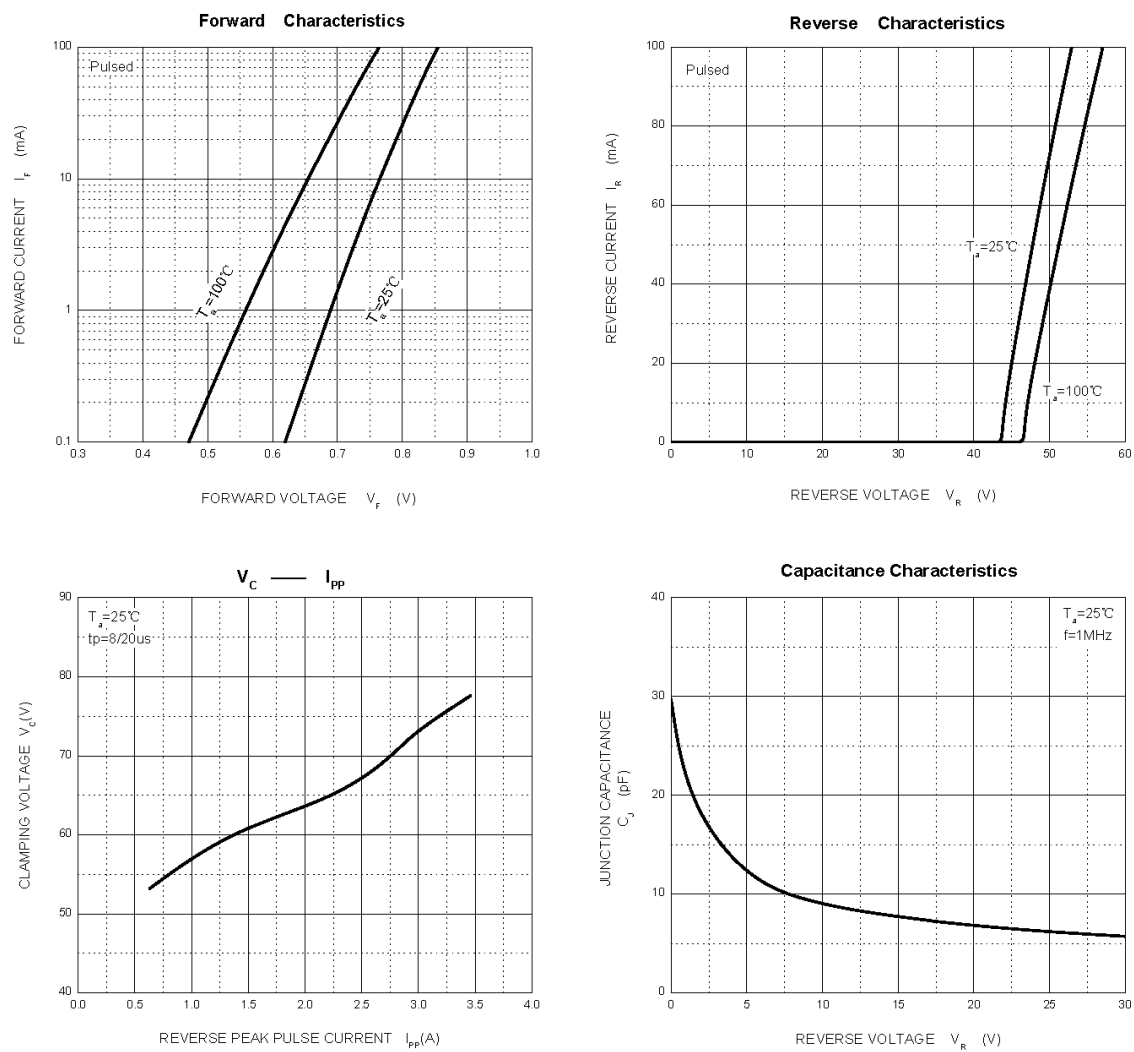 Forward Characteristics
Pulsed
100
10
1
0.1
0.3 0.4 0.5 0.6 0.7 0.8 0.9 1.0
FORWARD CURRENT I_F (mA)
T_a=100℃
T_a=25℃
FORWARD VOLTAGE V_F (V)
Reverse Characteristics
Pulsed
100
80
60
40
20
0
0 10 20 30 40 50 60
REVERSE CURRENT I_R (mA)
T_a=25℃
T_a=100℃
REVERSE VOLTAGE V_R (V)
V_C —— I_PP
T_a=25℃
tp=8/20us
90
80
70
60
50
40
0.0 0.5 1.0 1.5 2.0 2.5 3.0 3.5 4.0
CLAMPING VOLTAGE V_C(V)
REVERSE PEAK PULSE CURRENT I_PP(A)
Capacitance Characteristics
T_a=25℃
f=1MHz
40
30
20
10
0
0 5 10 15 20 25 30
JUNCTION CAPACITANCE
C_J (pF)
REVERSE VOLTAGE V_R (V)